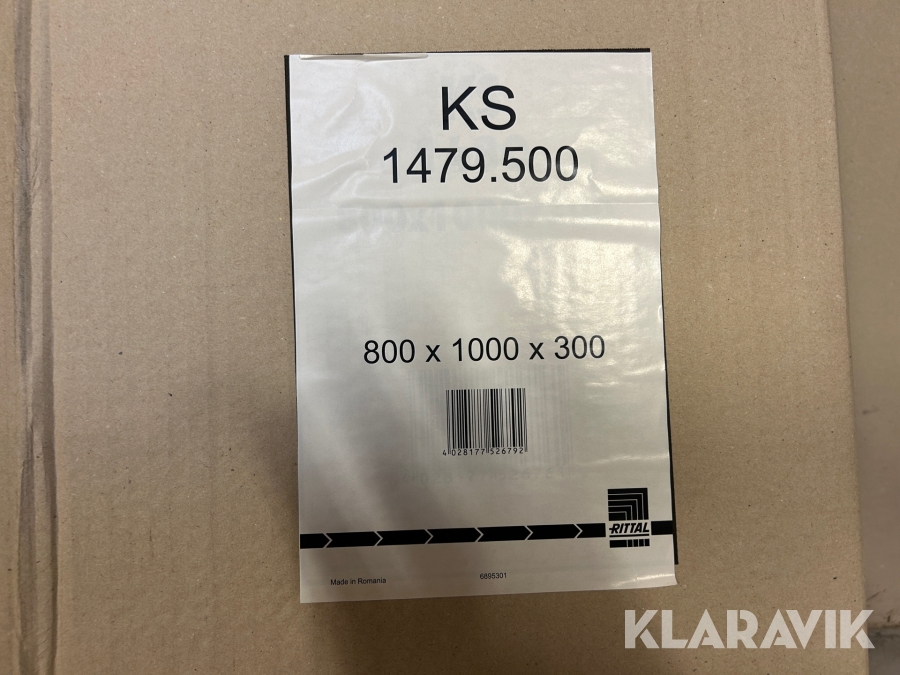 KS
1479.500
800 x 1000 x 300
4 028177 526792
RITTAL
Made in Romania
6895301
KLARAVIK